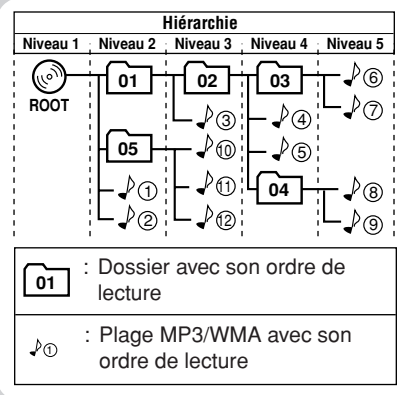 Hiérarchie
Niveau 1 Niveau 2 Niveau 3 Niveau 4 Niveau 5
01 02 03 ⑥
ROOT ③ ④ ⑦
05 ⑩ ⑤
① ⑪ 04 ⑧
② ⑫ ⑨
01 : Dossier avec son ordre de
lecture
① : Plage MP3/WMA avec son
ordre de lecture